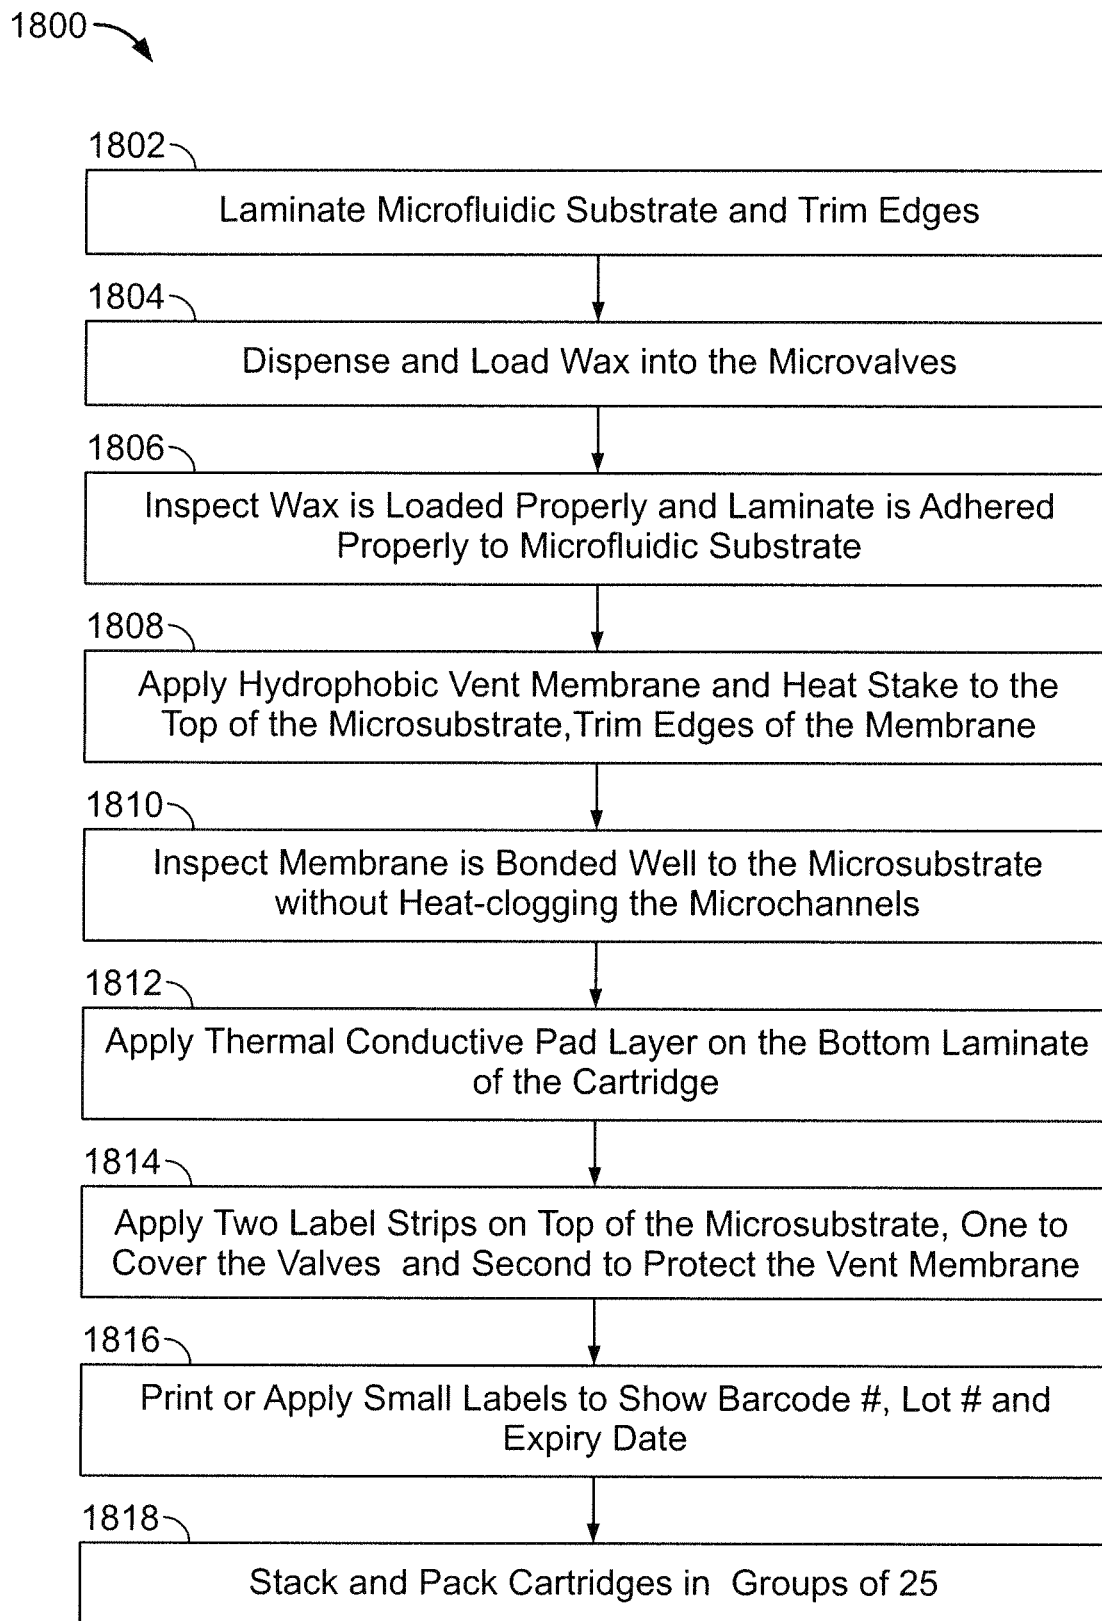 1800
1802
Laminate Microfluidic Substrate and Trim Edges
1804
Dispense and Load Wax into the Microvalves
1806
Inspect Wax is Loaded Properly and Laminate is Adhered
Properly to Microfluidic Substrate
1808
Apply Hydrophobic Vent Membrane and Heat Stake to the
Top of the Microsubstrate,Trim Edges of the Membrane
1810
Inspect Membrane is Bonded Well to the Microsubstrate
without Heat-clogging the Microchannels
1812
Apply Thermal Conductive Pad Layer on the Bottom Laminate
of the Cartridge
1814
Apply Two Label Strips on Top of the Microsubstrate, One to
Cover the Valves and Second to Protect the Vent Membrane
1816
Print or Apply Small Labels to Show Barcode #, Lot # and
Expiry Date
1818
Stack and Pack Cartridges in Groups of 25